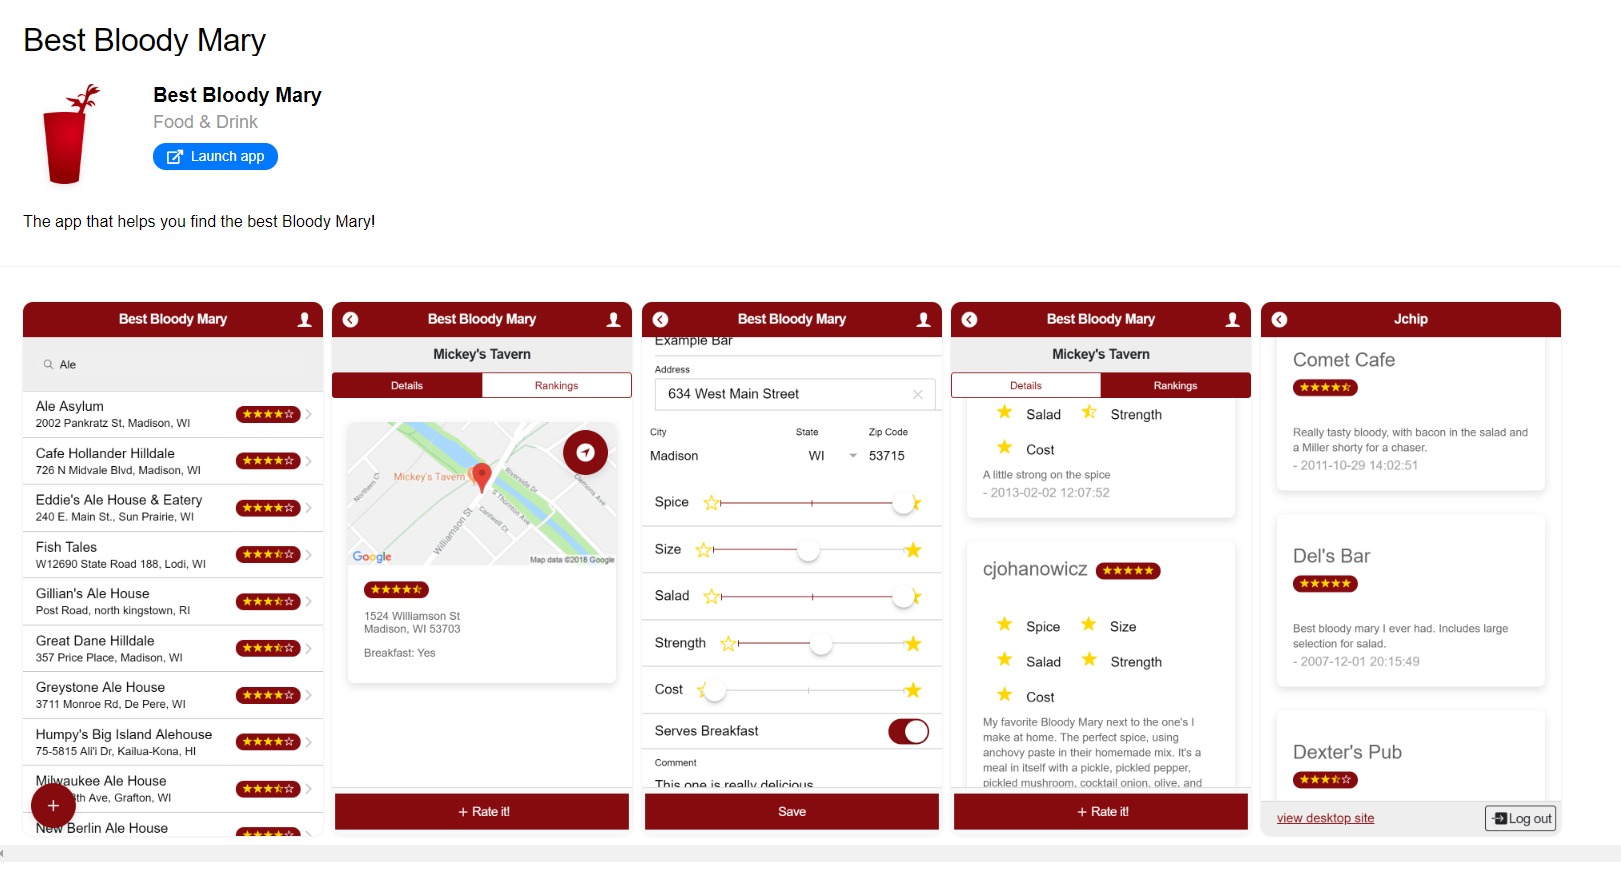 Best Bloody Mary
Best Bloody Mary
Food & Drink
Launch app
The app that helps you find the best Bloody Mary!
Best Bloody Mary
Ale
Ale Asylum
2002 Pankratz St, Madison, WI
Cafe Hollander Hilldale
726 N Midvale Blvd, Madison, WI
Eddie's Ale House & Eatery
240 E. Main St., Sun Prairie, WI
Fish Tales
W12690 State Road 188, Lodi, WI
Gillian's Ale House
Post Road, north kingstown, RI
Great Dane Hilldale
357 Price Place, Madison, WI
Greystone Ale House
3711 Monroe Rd, De Pere, WI
Humpy's Big Island Alehouse
75-5815 Ali'i Dr, Kailua-Kona, HI
Milwaukee Ale House
th Ave, Grafton, WI
New Berlin Ale House
+
Best Bloody Mary
Mickey's Tavern
Details
Rankings
Mickey's Tavern
Northern Ct
Riverside Dr
Clemons Ave
S Thornton Ave
Cantwell Ct
Williamson St
Google
Map data ©2018 Google
1524 Williamson St
Madison, WI 53703
Breakfast: Yes
+ Rate it!
Best Bloody Mary
Example Bar
Address
634 West Main Street
City State Zip Code
Madison WI 53715
Spice
Size
Salad
Strength
Cost
Serves Breakfast
Comment
This one is really delicious
Save
Best Bloody Mary
Mickey's Tavern
Details
Rankings
Salad Strength
Cost
A little strong on the spice
- 2013-02-02 12:07:52
cjohanowicz
Spice Size
Salad Strength
Cost
My favorite Bloody Mary next to the one's I
make at home. The perfect spice, using
anchovy paste in their homemade mix. It's a
meal in itself with a pickle, pickled pepper,
pickled mushroom, cocktail onion, olive, and
+ Rate it!
Jchip
Comet Cafe
Really tasty bloody, with bacon in the salad and
a Miller shorty for a chaser.
- 2011-10-29 14:02:51
Del's Bar
Best bloody mary I ever had. Includes large
selection for salad.
- 2007-12-01 20:15:49
Dexter's Pub
view desktop site
Log out